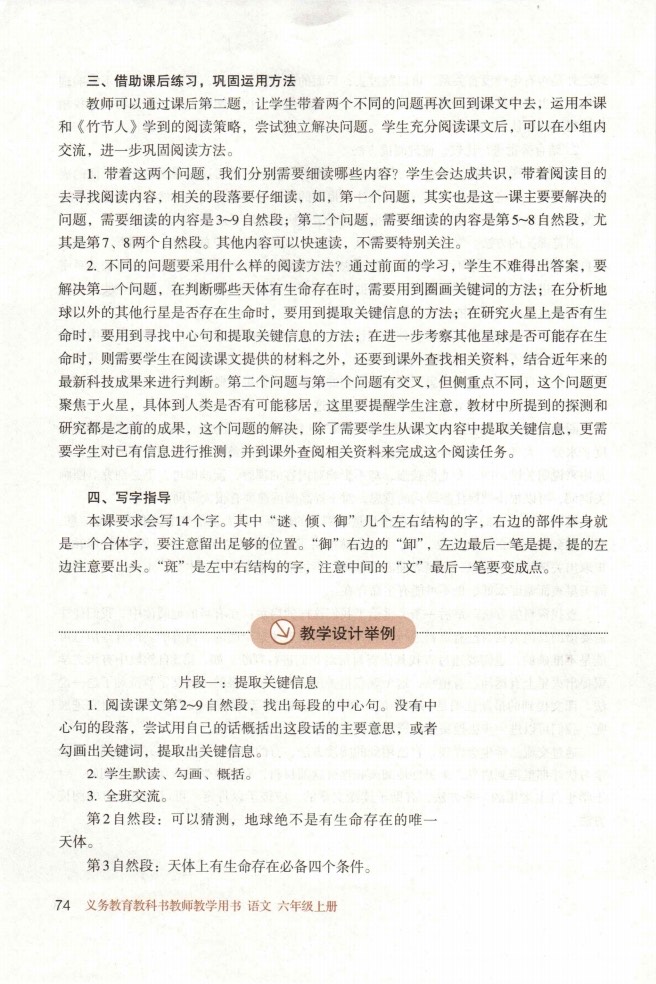 三、借助课后练习，巩固运用方法
教师可以通过课后第二题，让学生带着两个不同的问题再次回到课文中去，运用本课
和《竹节人》学到的阅读策略，尝试独立解决问题。学生充分阅读课文后，可以在小组内
交流，进一步巩固阅读方法。
1. 带着这两个问题，我们分别需要细读哪些内容？学生会达成共识，带着阅读目的
去寻找阅读内容，相关的段落要仔细读，如，第一个问题，其实也是这一课主要要解决的
问题，需要细读的内容是3~9自然段；第二个问题，需要细读的内容是第5~8自然段，尤
其是第7、8两个自然段。其他内容可以快速读，不需要特别关注。
2. 不同的问题要采用什么样的阅读方法？通过前面的学习，学生不难得出答案，要
解决第一个问题，在判断哪些天体有生命存在时，需要用到圈画关键词的方法；在分析地
球以外的其他行星是否存在生命时，要用到提取关键信息的方法；在研究火星上是否有生
命时，要用到寻找中心句和提取关键信息的方法；在进一步考察其他星球是否可能存在生
命时，则需要学生在阅读课文提供的材料之外，还要到课外查找相关资料，结合近年来的
最新科技成果来进行判断。第二个问题与第一个问题有交叉，但侧重点不同，这个问题更
聚焦于火星，具体到人类是否有可能移居，这里要提醒学生注意，教材中所提到的探测和
研究都是之前的成果，这个问题的解决，除了需要学生从课文内容中提取关键信息，更需
要学生对已有信息进行推测，并到课外查阅相关资料来完成这个阅读任务。
四、写字指导
本课要求会写14个字。其中“谜、倾、御”几个左右结构的字，右边的部件本身就
是一个合体字，要注意留出足够的位置。“御”右边的“卸”，左边最后一笔是提，提的左
边注意要出头。“斑”是左中右结构的字，注意中间的“文”最后一笔要变成点。
教学设计举例
片段一：提取关键信息
1. 阅读课文第2~9自然段，找出每段的中心句。没有中
心句的段落，尝试用自己的话概括出这段话的主要意思，或者
勾画出关键词，提取出关键信息。
2. 学生默读、勾画、概括。
3. 全班交流。
第2自然段：可以猜测，地球绝不是有生命存在的唯一
天体。
第3自然段：天体上有生命存在必备四个条件。
74 义务教育教科书教师教学用书 语文 六年级上册